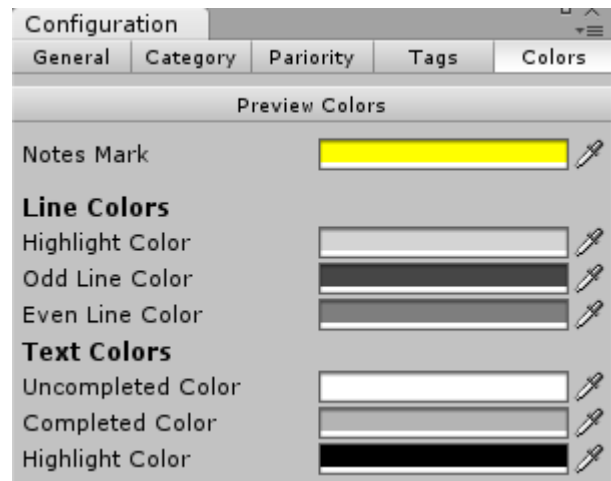 Configuration
General Category Pariority Tags Colors
Preview Colors
Notes Mark
Line Colors
Highlight Color
Odd Line Color
Even Line Color
Text Colors
Uncompleted Color
Completed Color
Highlight Color